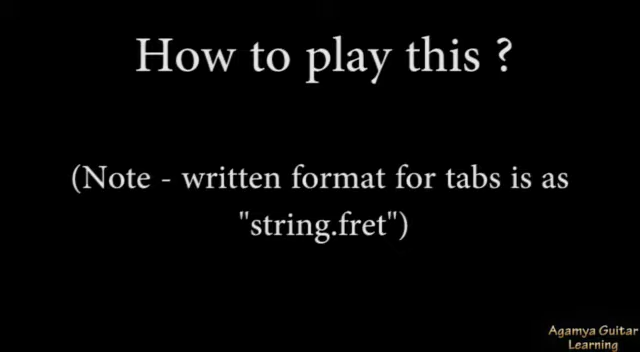 How to play this ?
(Note - written format for tabs is as
"string.fret")
Agamya Guitar
Learning